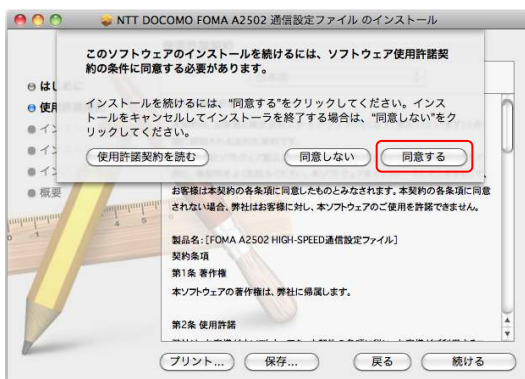 NTT DOCOMO FOMA A2502 通信設定ファイル のインストール
このソフトウェアのインストールを続けるには、ソフトウェア使用許諾契
約の条件に同意する必要があります。
インストールを続けるには、"同意する"をクリックしてください。インス
トールをキャンセルしてインストーラを終了する場合は、"同意しない"をク
リックしてください。
使用許諾契約を読む 同意しない 同意する
はじ
使用
イン
イン
イン
概要
お客様は本契約の各条項に同意したものとみなされます。本契約の各条項に同意
されない場合、弊社はお客様に対し、本ソフトウェアのご使用を許諾できません。
製品名:[FOMA A2502 HIGH-SPEED通信設定ファイル]
契約条項
第1条 著作権
本ソフトウェアの著作権は、弊社に帰属します。
第2条 使用許諾
プリント... 保存... 戻る 続ける